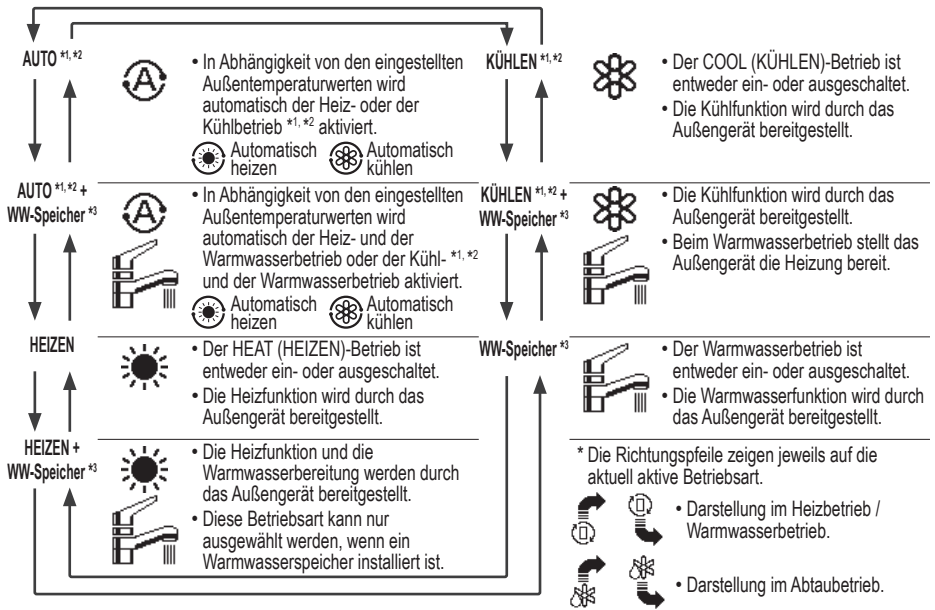 AUTO *1, *2
• In Abhängigkeit von den eingestellten
Außentemperaturwerten wird
automatisch der Heiz- oder der
Kühlbetrieb *1, *2 aktiviert.
Automatisch
heizen
Automatisch
kühlen
AUTO *1, *2 +
WW-Speicher *3
• In Abhängigkeit von den eingestellten
Außentemperaturwerten wird
automatisch der Heiz- und der
Warmwasserbetrieb oder der Kühl- *1, *2
und der Warmwasserbetrieb aktiviert.
Automatisch
heizen
Automatisch
kühlen
HEIZEN
• Der HEAT (HEIZEN)-Betrieb ist
entweder ein- oder ausgeschaltet.
• Die Heizfunktion wird durch das
Außengerät bereitgestellt.
HEIZEN +
WW-Speicher *3
• Die Heizfunktion und die
Warmwasserbereitung werden durch
das Außengerät bereitgestellt.
• Diese Betriebsart kann nur
ausgewählt werden, wenn ein
Warmwasserspeicher installiert ist.
KÜHLEN *1, *2
• Der COOL (KÜHLEN)-Betrieb ist
entweder ein- oder ausgeschaltet.
• Die Kühlfunktion wird durch das
Außengerät bereitgestellt.
KÜHLEN *1, *2 +
WW-Speicher *3
• Die Kühlfunktion wird durch das
Außengerät bereitgestellt.
• Beim Warmwasserbetrieb stellt das
Außengerät die Heizung bereit.
WW-Speicher *3
• Der Warmwasserbetrieb ist
entweder ein- oder ausgeschaltet.
• Die Warmwasserfunktion wird durch
das Außengerät bereitgestellt.
* Die Richtungspfeile zeigen jeweils auf die
aktuell aktive Betriebsart.
• Darstellung im Heizbetrieb /
Warmwasserbetrieb.
• Darstellung im Abtaubetrieb.